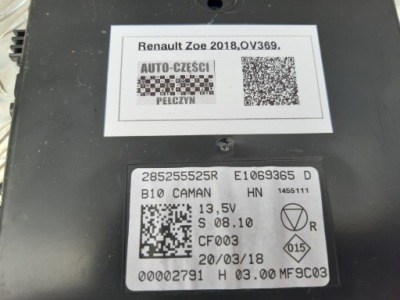 Renault Zoe 2018,OV369.
AUTO-CZĘŚCI
PEŁCZYN
285255525R E1069365 D
B10 CAMAN HN 1455111
13,5V
S 08.10 R
CF003 015
20/03/18
00002791 H 03.00 MF9C03